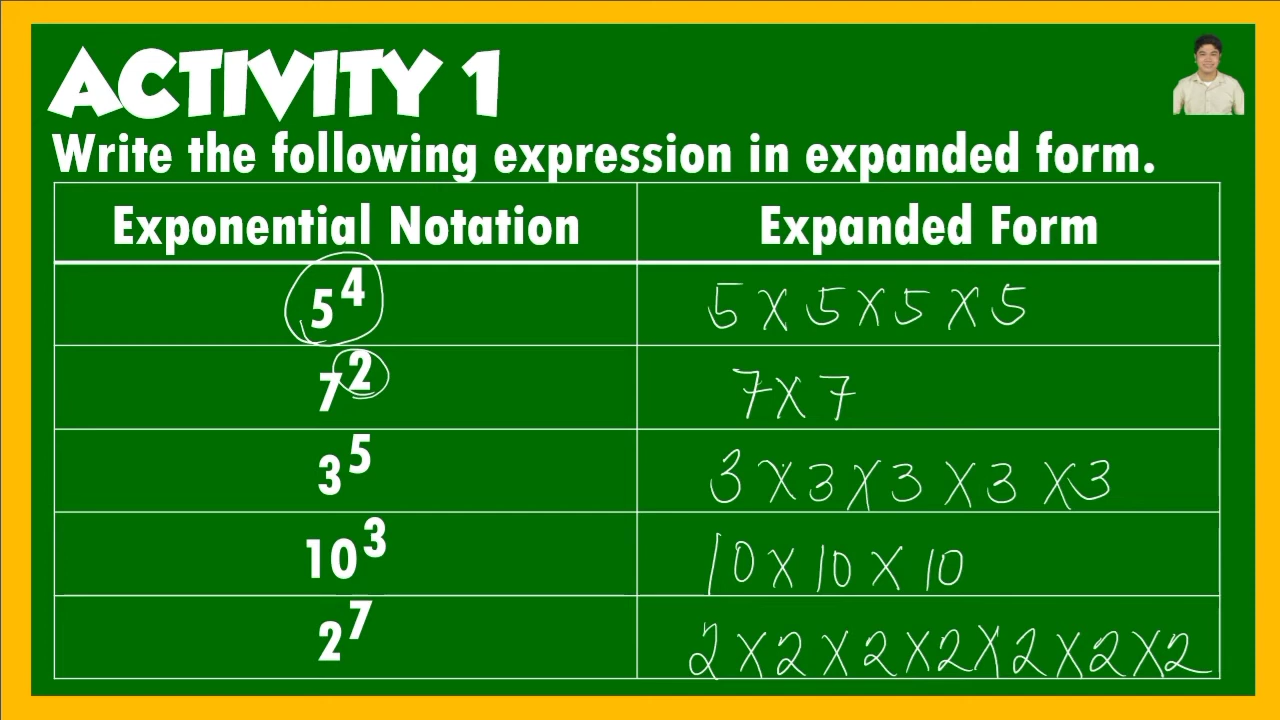 ACTIVITY 1
Write the following expression in expanded form.
Exponential Notation Expanded Form
5⁴ 5 X 5 X 5 X 5
7² 7 X 7
3⁵ 3 X 3 X 3 X 3 X 3
10³ 10 X 10 X 10
2⁷ 2 X 2 X 2 X 2 X 2 X 2 X 2